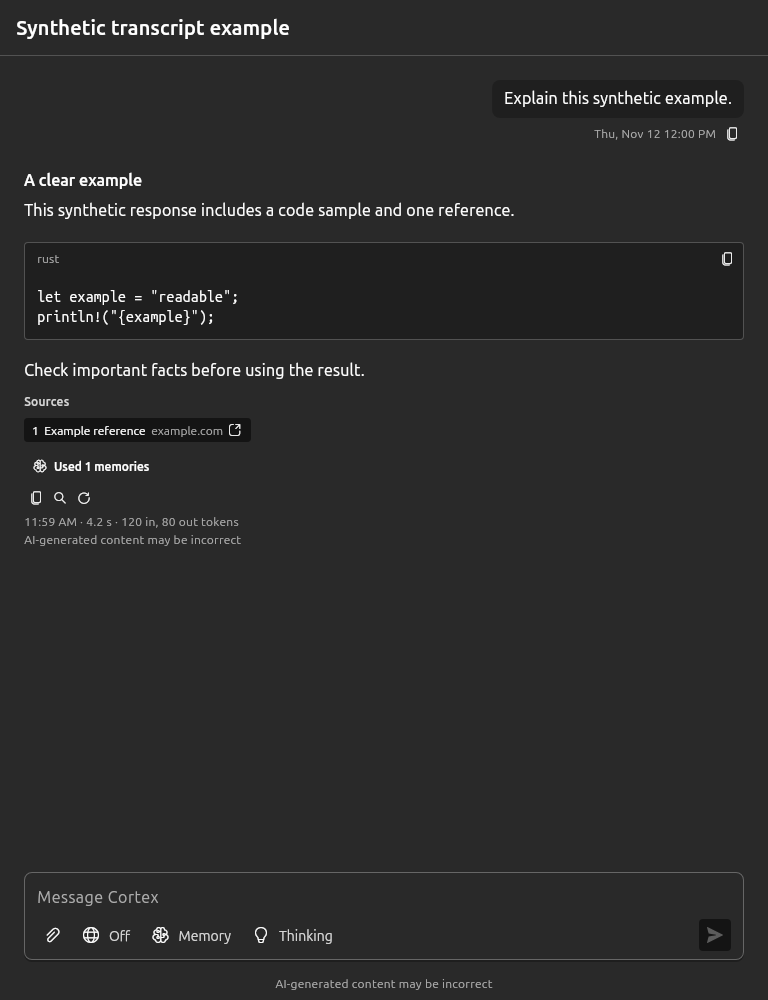 Synthetic transcript example
Explain this synthetic example.
Thu, Nov 12 12:00 PM
A clear example
This synthetic response includes a code sample and one reference.
rust
let example = "readable";
println!("{example}");
Check important facts before using the result.
Sources
1 Example reference example.com
Used 1 memories
11:59 AM · 4.2 s · 120 in, 80 out tokens
AI-generated content may be incorrect
Message Cortex
Off Memory Thinking
AI-generated content may be incorrect